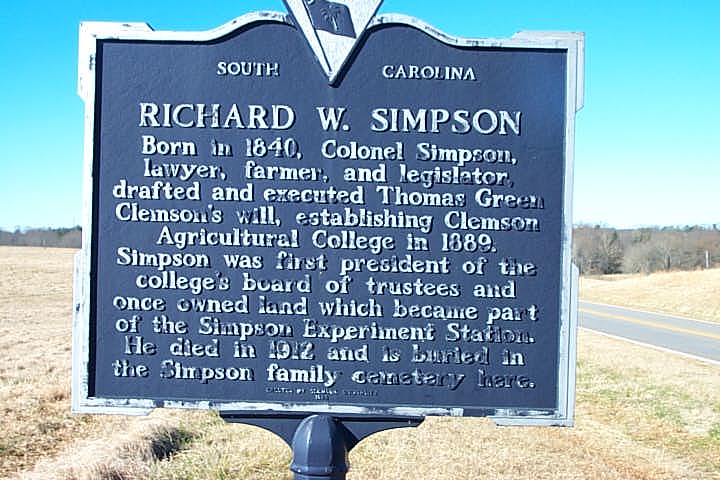 SOUTH CAROLINA
RICHARD W. SIMPSON
Born in 1840, Colonel Simpson,
lawyer, farmer, and legislator,
drafted and executed Thomas Green
Clemson's will, establishing Clemson
Agricultural College in 1889.
Simpson was first president of the
college's board of trustees and
once owned land which became part
of the Simpson Experiment Station.
He died in 1912 and is buried in
the Simpson family cemetery here.